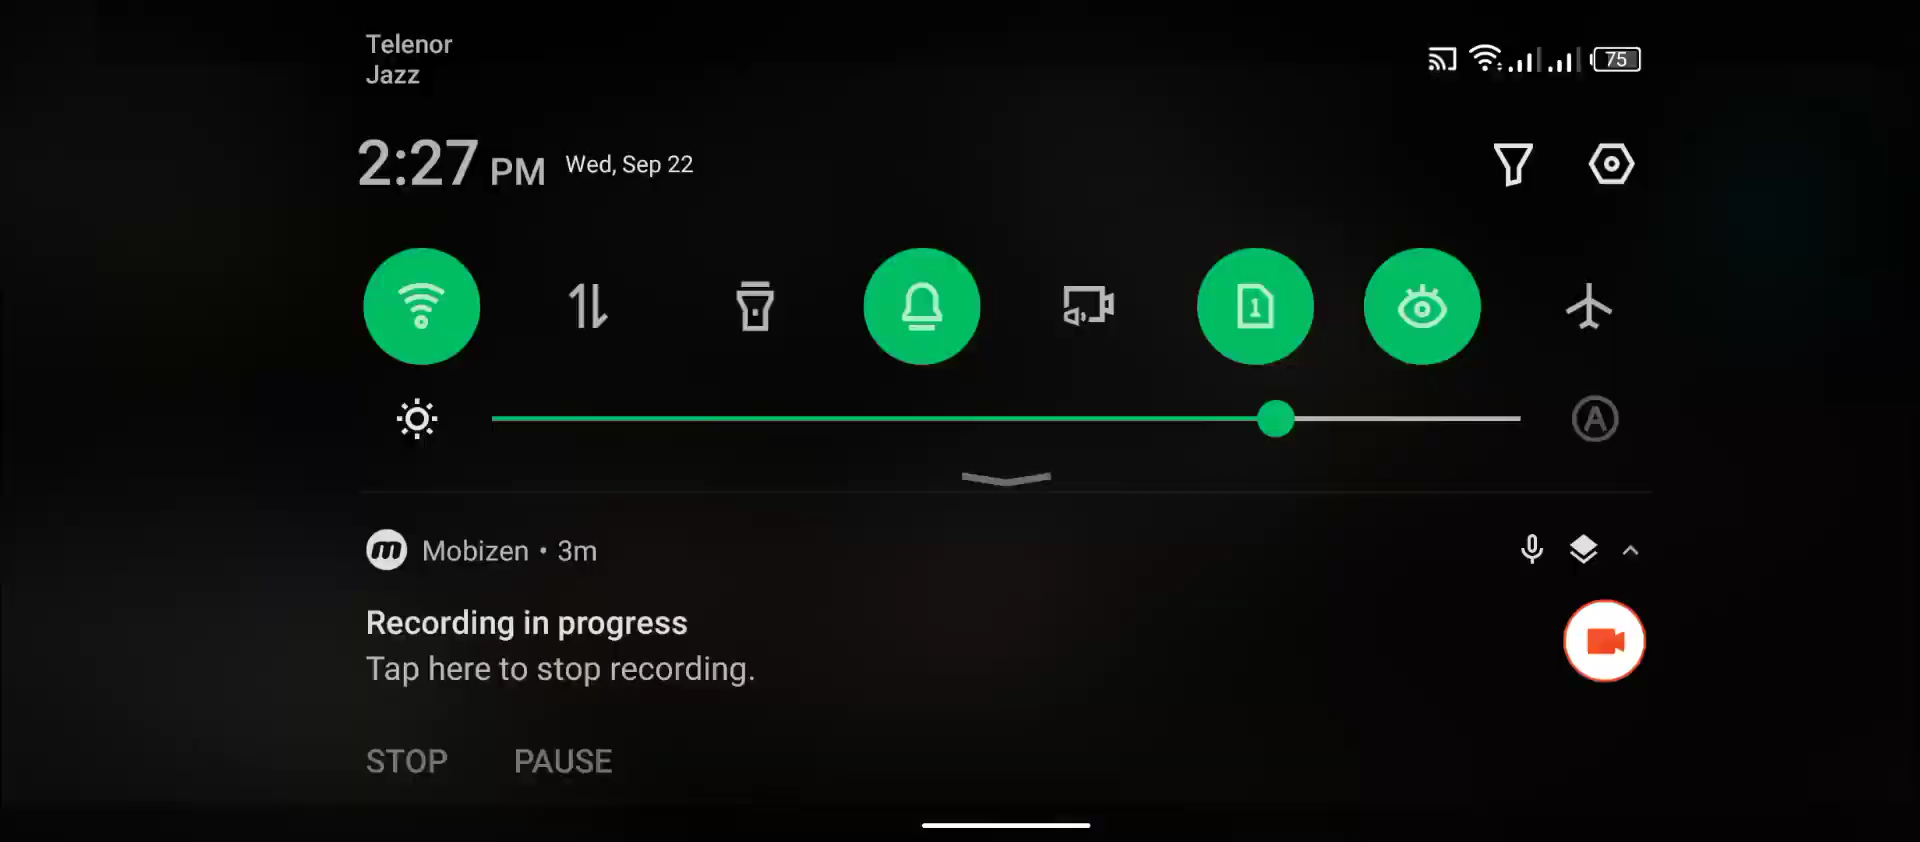 Telenor
Jazz
75
2:27 PM Wed, Sep 22
1
A
m Mobizen • 3m
Recording in progress
Tap here to stop recording.
STOP PAUSE